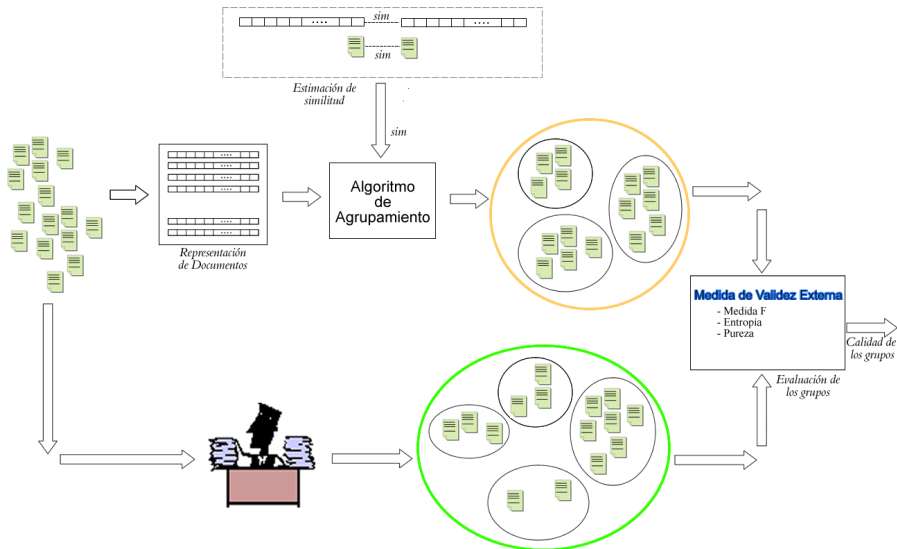 sim
sim
Estimación de
similitud
sim
Representación
de Documentos
Algoritmo
de
Agrupamiento
Medida de Validez Externa
- Medida F
- Entropia
- Pureza
Calidad de
los grupos
Evaluación de
los grupos